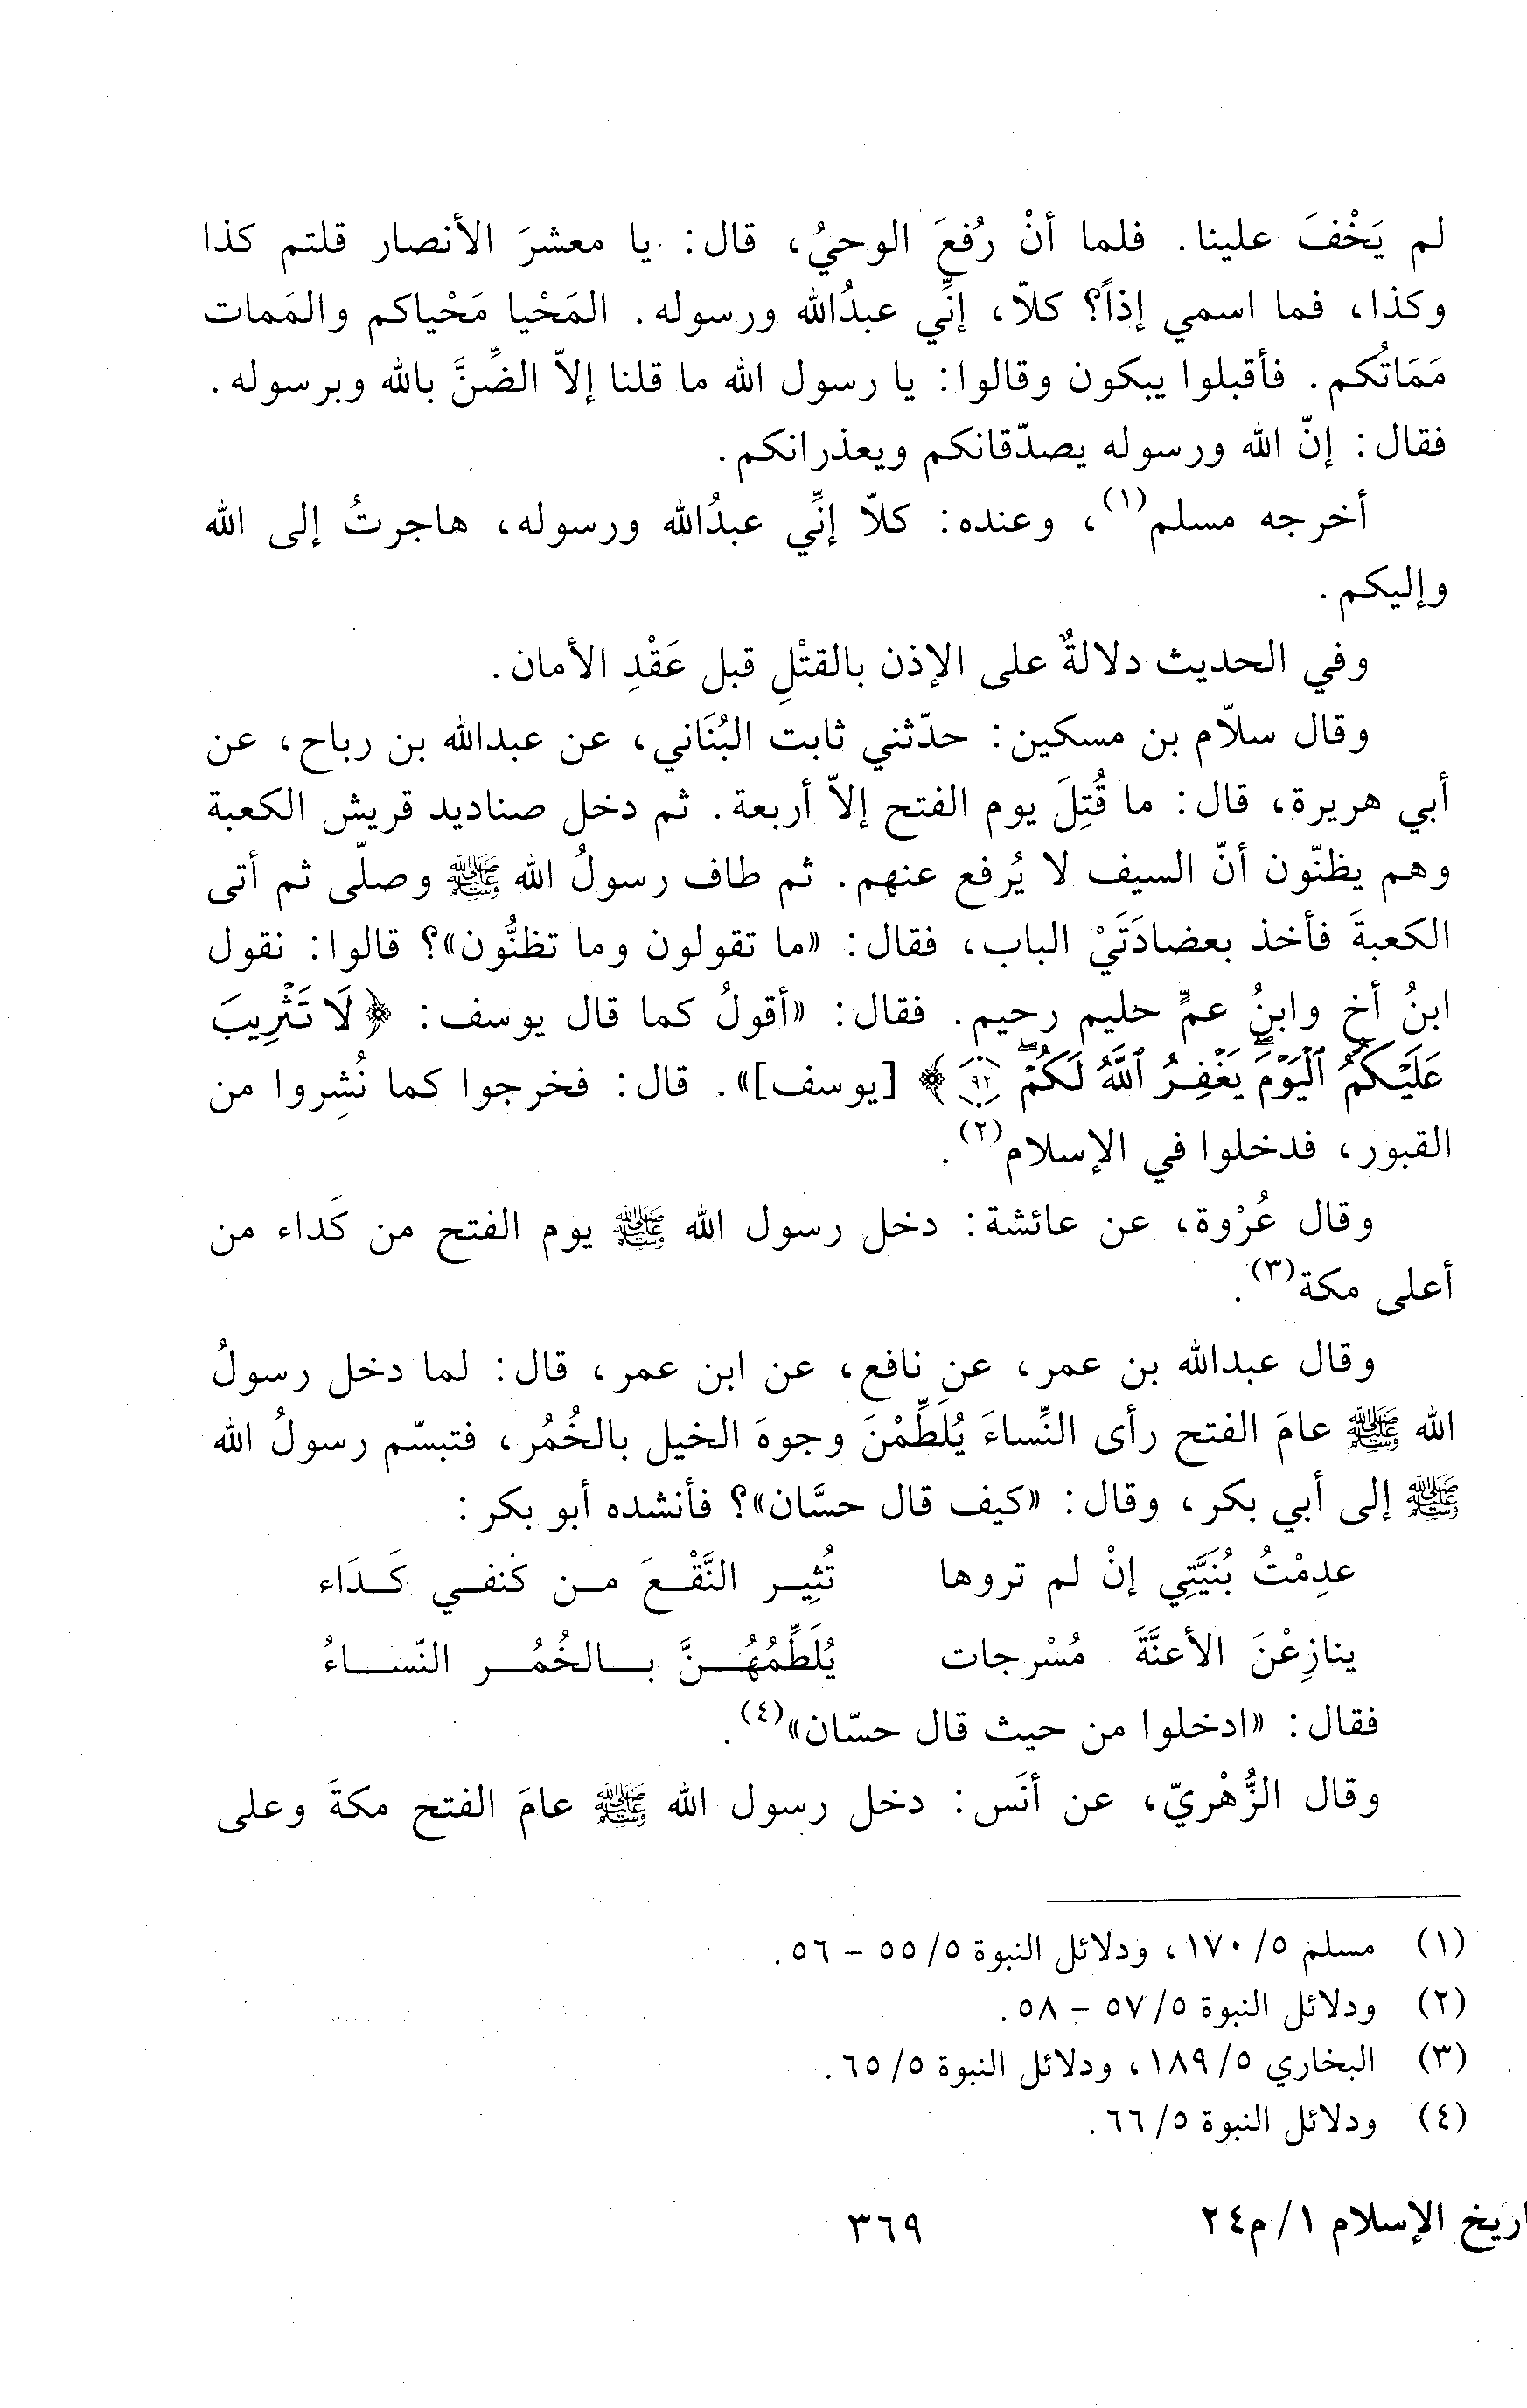 لم يَخْفَ علينا. فلما أنْ رُفعَ الوحيُ، قال: يا معشرَ الأنصار قلتم كذا
وكذا، فما اسمي إذاً؟ كلاّ، إنِّي عبدُالله ورسوله. المَحْيا مَحْياكم والمَمات
مَمَاتُكم. فأقبلوا يبكون وقالوا: يا رسول الله ما قلنا إلاّ الضِّنَّ بالله وبرسوله.
فقال: إنّ الله ورسوله يصدّقانكم ويعذرانكم.
أخرجه مسلم(١)، وعنده: كلاّ إنِّي عبدُالله ورسوله، هاجرتُ إلى الله
وإليكم.
وفي الحديث دلالةٌ على الإذن بالقتْلِ قبل عَقْدِ الأمان.
وقال سلاّم بن مسكين: حدّثني ثابت البُنَاني، عن عبدالله بن رباح، عن
أبي هريرة، قال: ما قُتِلَ يوم الفتح إلاّ أربعة. ثم دخل صناديد قريش الكعبة
وهم يظنّون أنّ السيف لا يُرفع عنهم. ثم طاف رسولُ الله ﷺ وصلّى ثم أتى
الكعبةَ فأخذ بعضادَتَيْ الباب، فقال: «ما تقولون وما تظنُّون»؟ قالوا: نقول
ابنُ أخٍ وابنُ عمٍّ حليم رحيم. فقال: «أقولُ كما قال يوسف: ﴿لَا تَثْرِيبَ
عَلَيْكُمُ ٱلْيَوْمَ ۖ يَغْفِرُ ٱللَّهُ لَكُمْ ۖ ٩٢﴾ [يوسف]». قال: فخرجوا كما نُشِروا من
القبور، فدخلوا في الإسلام(٢).
وقال عُرْوة، عن عائشة: دخل رسول الله ﷺ يوم الفتح من كَداء من
أعلى مكة(٣).
وقال عبدالله بن عمر، عن نافع، عن ابن عمر، قال: لما دخل رسولُ
الله ﷺ عامَ الفتح رأى النِّساءَ يُلَطِّمْنَ وجوهَ الخيل بالخُمُر، فتبسّم رسولُ الله
ﷺ إلى أبي بكر، وقال: «كيف قال حسَّان»؟ فأنشده أبو بكر:
عدِمْتُ بُنَيَّتِي إنْ لم تروها تُثِير النَّقْعَ من كنفي كَدَاء
ينازِعْنَ الأعنَّةَ مُسْرجات يُلَطِّمُهُنَّ بالخُمُر النّساءُ
فقال: «ادخلوا من حيث قال حسّان»(٤).
وقال الزُّهْريّ، عن أنَس: دخل رسول الله ﷺ عامَ الفتح مكةَ وعلى
(١) مسلم ٥/ ١٧٠، ودلائل النبوة ٥/ ٥٥ - ٥٦.
(٢) ودلائل النبوة ٥/ ٥٧ - ٥٨.
(٣) البخاري ٥/ ١٨٩، ودلائل النبوة ٥/ ٦٥.
(٤) ودلائل النبوة ٥/ ٦٦.
اريخ الإسلام ١/ م٢٤
٣٦٩